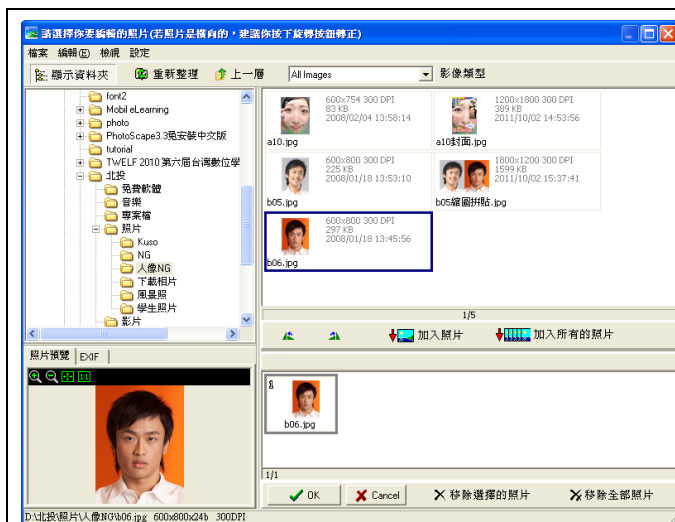 請選擇你要編輯的照片(若照片是橫向的，建議你按下旋轉按鈕轉正)
檔案 編輯(E) 檢視 設定
顯示資料夾 重新整理 上一層 All Images 影像類型
font2
MobileLearning
photo
PhotoScape3.3免安裝中文版
tutorial
TWELF 2010 第六屆台灣數位學
北投
免費軟體
音樂
專案檔
照片
Kuso
NG
人像NG
下載相片
風景照
學生照片
影片
600x754 300 DPI
83 KB
2008/02/04 13:58:14
a10.jpg
1200x1800 300 DPI
389 KB
2011/10/02 14:53:56
a10封面.jpg
600x800 300 DPI
225 KB
2008/01/18 13:53:10
b05.jpg
1800x1200 300 DPI
1599 KB
2011/10/02 15:37:41
b05縮圖拼貼.jpg
600x800 300 DPI
297 KB
2008/01/18 13:45:56
b06.jpg
1/5
加入照片 加入所有的照片
照片預覽 EXIF
1:1
b06.jpg
1/1
OK Cancel 移除選擇的照片 移除全部照片
D:\北投\照片\人像NG\b06.jpg 600x800x24b 300DPI